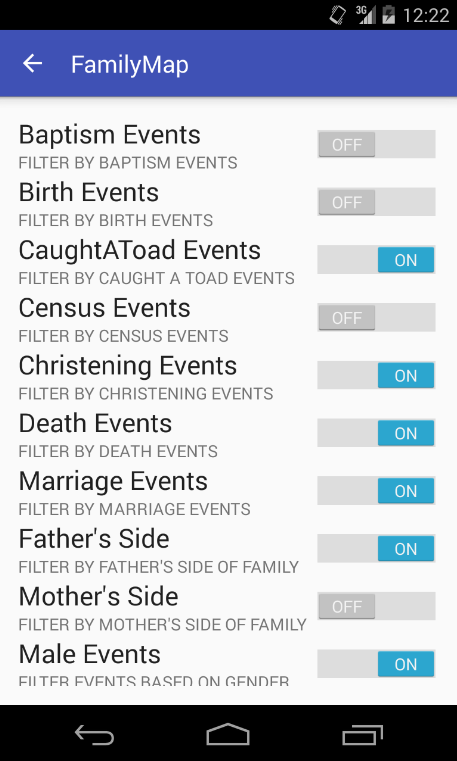 3G 12:22
FamilyMap
Baptism Events OFF
FILTER BY BAPTISM EVENTS
Birth Events OFF
FILTER BY BIRTH EVENTS
CaughtAToad Events ON
FILTER BY CAUGHT A TOAD EVENTS
Census Events OFF
FILTER BY CENSUS EVENTS
Christening Events ON
FILTER BY CHRISTENING EVENTS
Death Events ON
FILTER BY DEATH EVENTS
Marriage Events ON
FILTER BY MARRIAGE EVENTS
Father's Side ON
FILTER BY FATHER'S SIDE OF FAMILY
Mother's Side OFF
FILTER BY MOTHER'S SIDE OF FAMILY
Male Events ON
FILTER EVENTS BASED ON GENDER